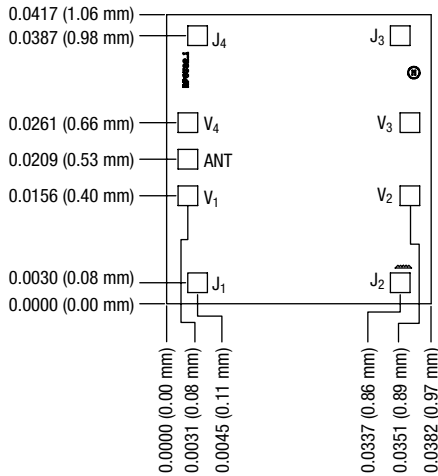 0.0417 (1.06 mm)
0.0387 (0.98 mm)
J4
J3
0.0261 (0.66 mm)
V4
V3
0.0209 (0.53 mm)
ANT
0.0156 (0.40 mm)
V1
V2
0.0030 (0.08 mm)
J1
J2
0.0000 (0.00 mm)
0.0000 (0.00 mm)
0.0031 (0.08 mm)
0.0045 (0.11 mm)
0.0337 (0.86 mm)
0.0351 (0.89 mm)
0.0382 (0.97 mm)